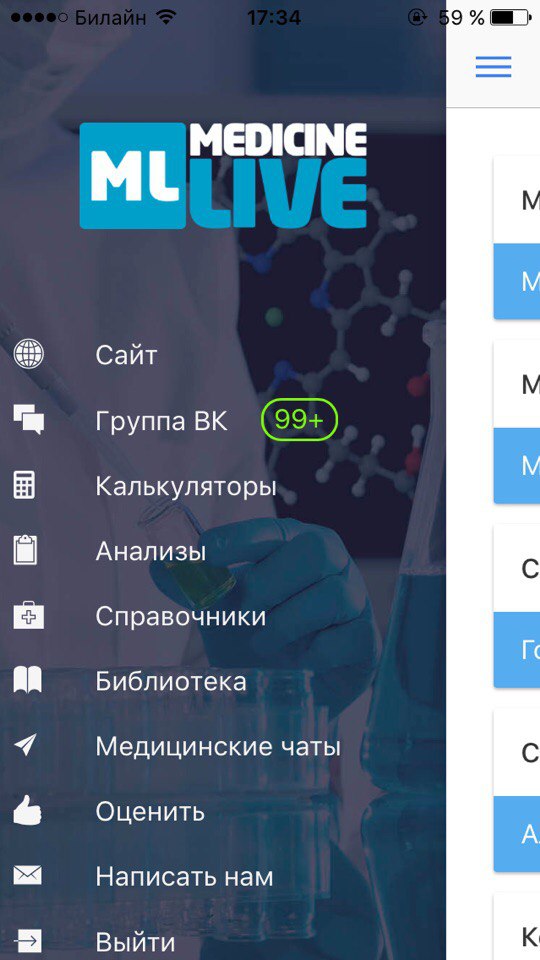 Билайн 17:34 59 %
ML MEDICINE
LIVE
Сайт
Группа ВК 99+
Калькуляторы
Анализы
Справочники
Библиотека
Медицинские чаты
Оценить
Написать нам
Выйти